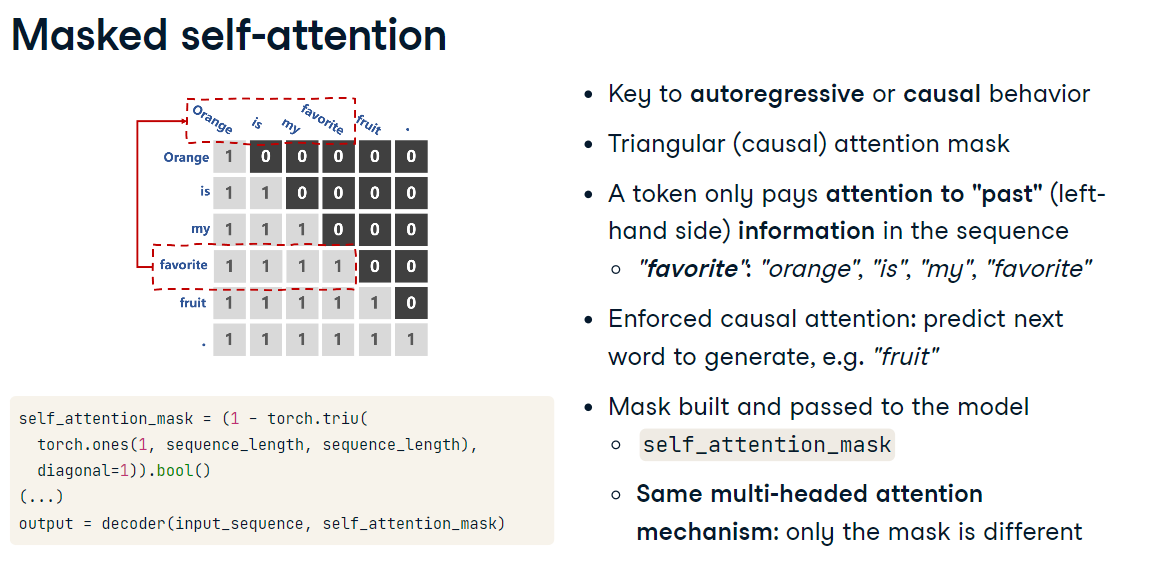 Masked self-attention
Orange is my favorite fruit .
Orange 1 0 0 0 0 0
is 1 1 0 0 0 0
my 1 1 1 0 0 0
favorite 1 1 1 1 0 0
fruit 1 1 1 1 1 0
. 1 1 1 1 1 1
self_attention_mask = (1 - torch.triu(
torch.ones(1, sequence_length, sequence_length),
diagonal=1)).bool()
(...)
output = decoder(input_sequence, self_attention_mask)
• Key to autoregressive or causal behavior
• Triangular (causal) attention mask
• A token only pays attention to "past" (left-
hand side) information in the sequence
○ "favorite": "orange", "is", "my", "favorite"
• Enforced causal attention: predict next
word to generate, e.g. "fruit"
• Mask built and passed to the model
○ self_attention_mask
○ Same multi-headed attention
mechanism: only the mask is different